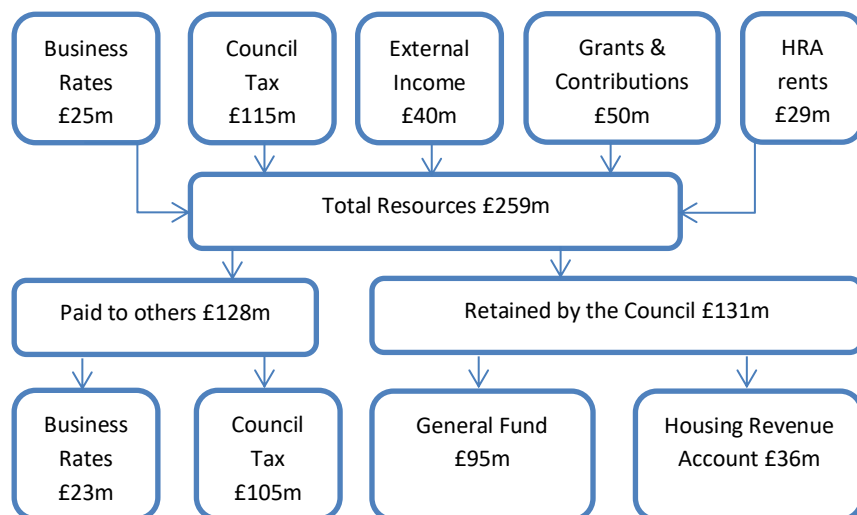 Business
Rates
£25m
Council
Tax
£115m
External
Income
£40m
Grants &
Contributions
£50m
HRA
rents
£29m
Total Resources £259m
Paid to others £128m
Retained by the Council £131m
Business
Rates
£23m
Council
Tax
£105m
General Fund
£95m
Housing Revenue
Account £36m